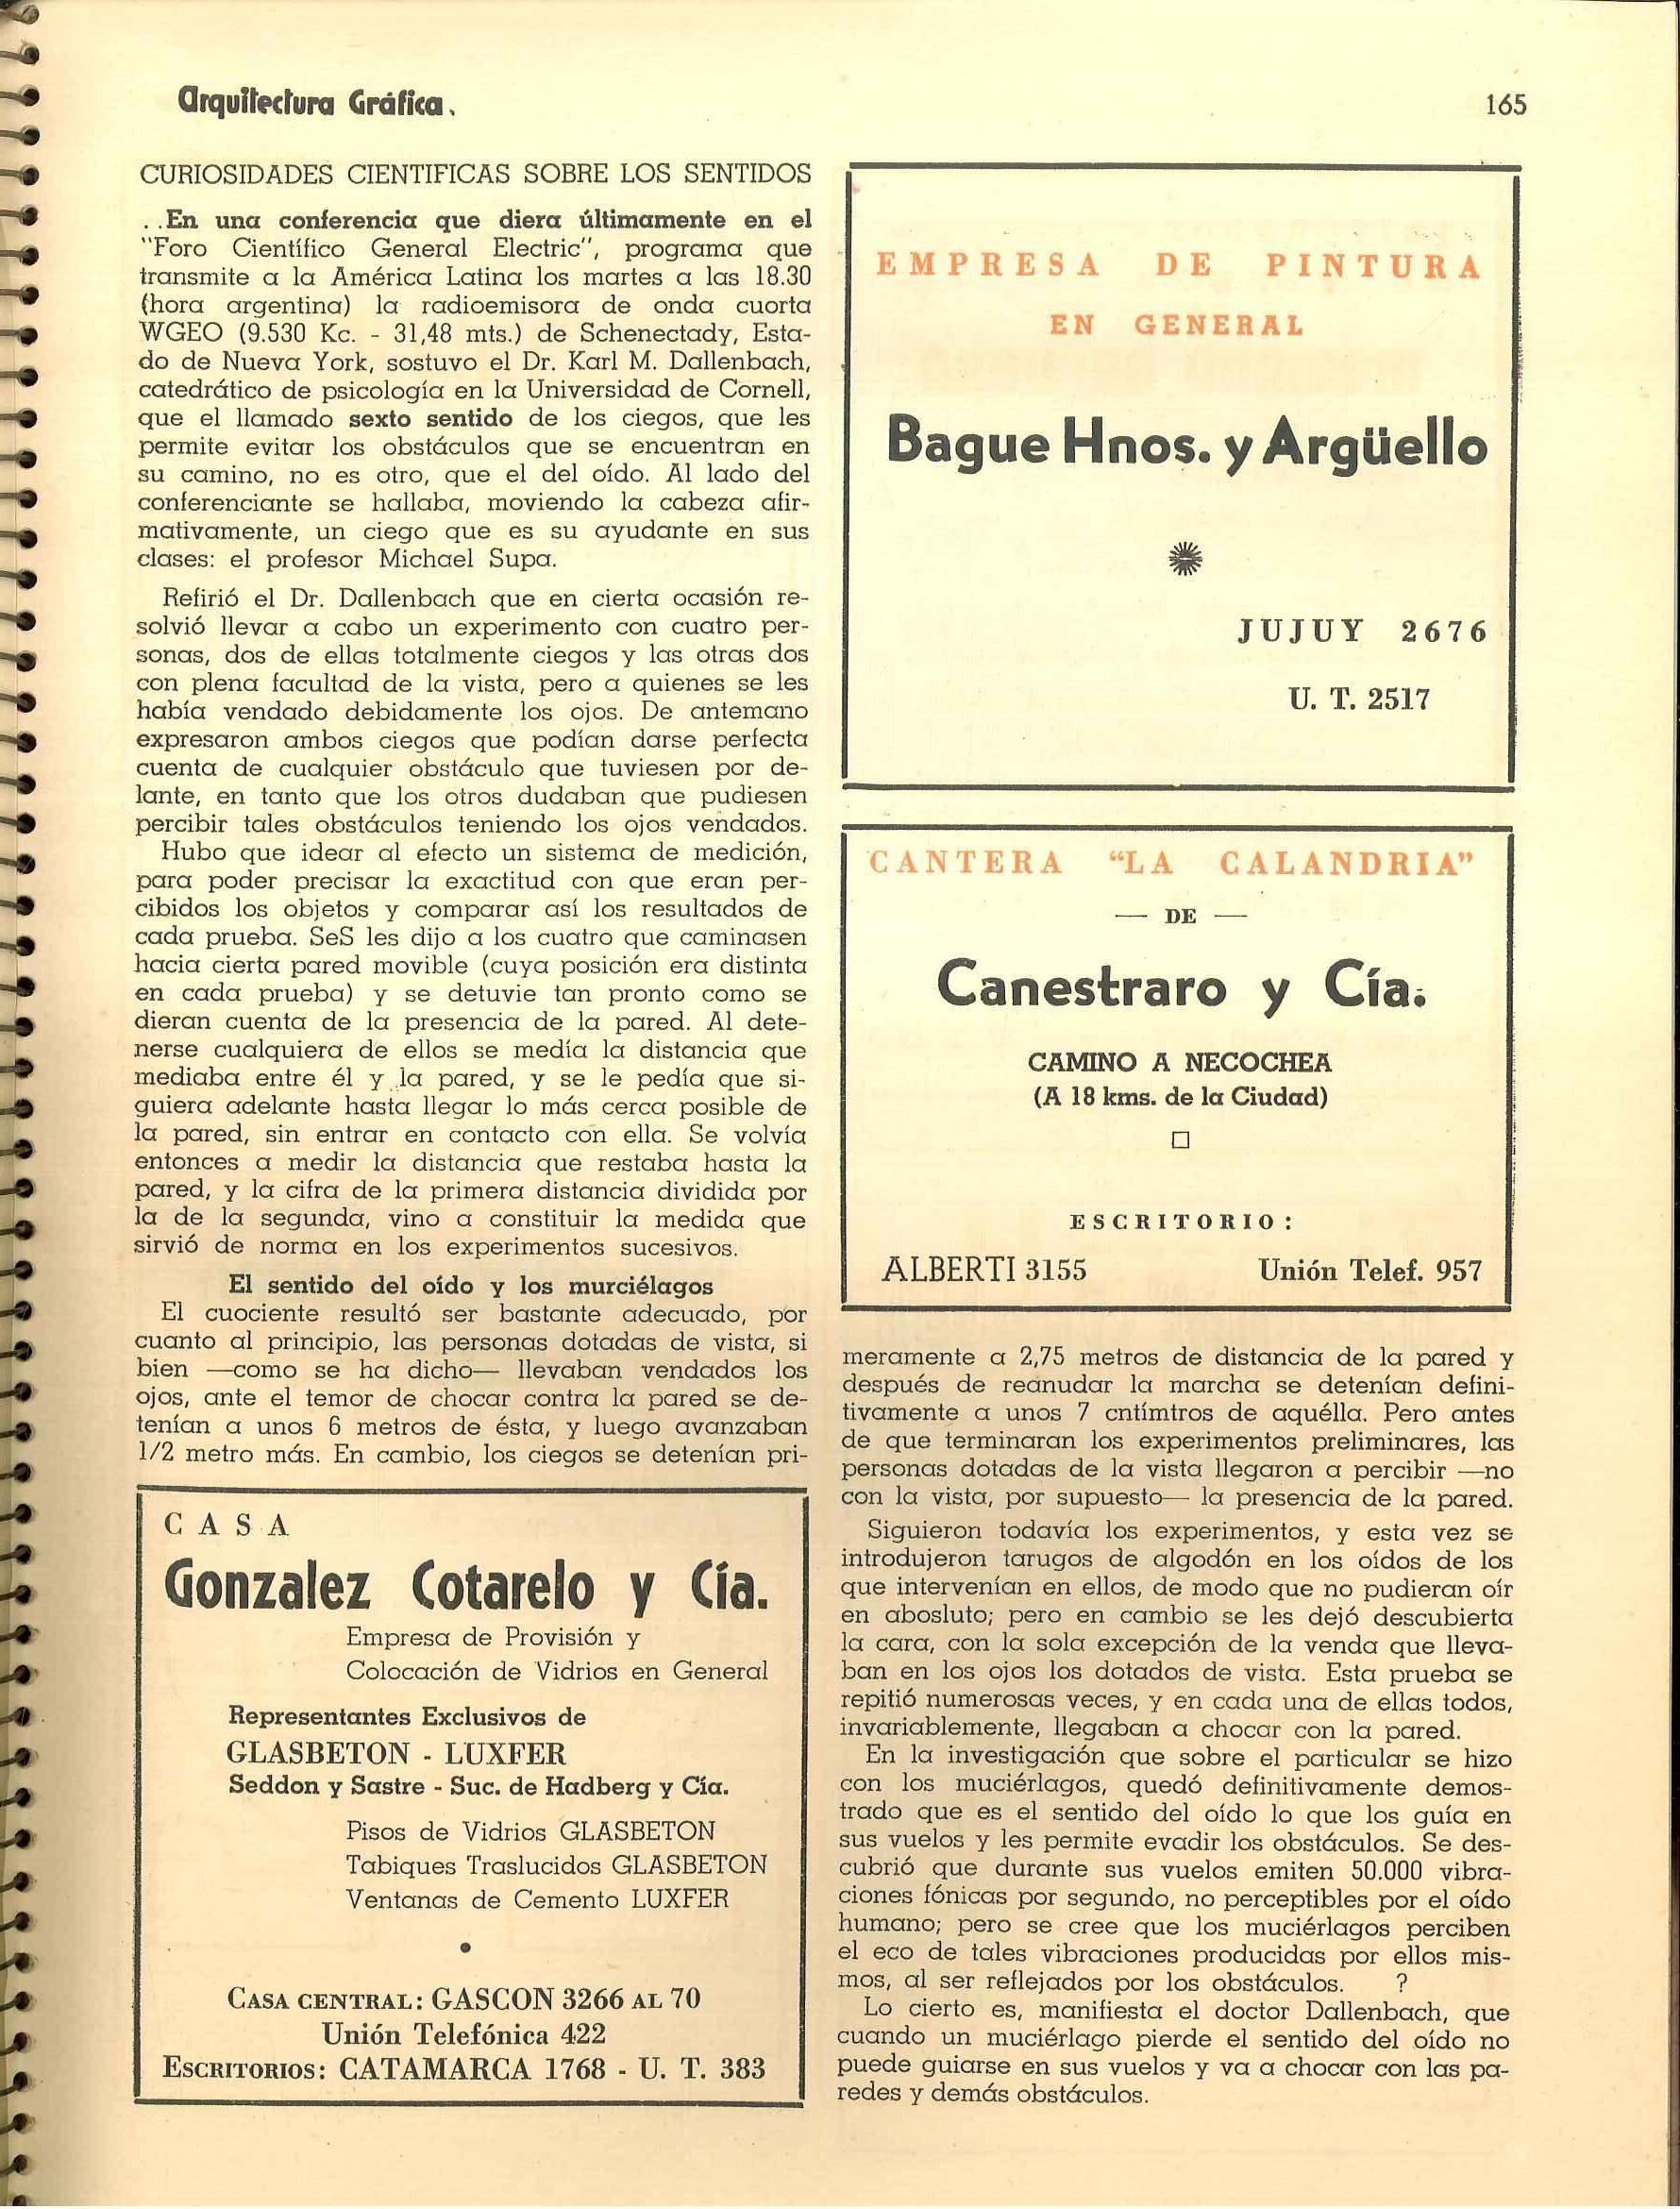 Arquitectura Gráfica.
165
CURIOSIDADES CIENTIFICAS SOBRE LOS SENTIDOS
..En una conferencia que diera últimamente en el
"Foro Científico General Electric", programa que
transmite a la América Latina los martes a las 18.30
(hora argentina) la radioemisora de onda cuorta
WGEO (9.530 Kc. - 31,48 mts.) de Schenectady, Esta-
do de Nueva York, sostuvo el Dr. Karl M. Dallenbach,
catedrático de psicología en la Universidad de Cornell,
que el llamado sexto sentido de los ciegos, que les
permite evitar los obstáculos que se encuentran en
su camino, no es otro, que el del oído. Al lado del
conferenciante se hallaba, moviendo la cabeza afir-
mativamente, un ciego que es su ayudante en sus
clases: el profesor Michael Supa.
Refirió el Dr. Dallenbach que en cierta ocasión re-
solvió llevar a cabo un experimento con cuatro per-
sonas, dos de ellas totalmente ciegos y las otras dos
con plena facultad de la vista, pero a quienes se les
había vendado debidamente los ojos. De antemano
expresaron ambos ciegos que podían darse perfecta
cuenta de cualquier obstáculo que tuviesen por de-
lante, en tanto que los otros dudaban que pudiesen
percibir tales obstáculos teniendo los ojos vendados.
Hubo que idear al efecto un sistema de medición,
para poder precisar la exactitud con que eran per-
cibidos los objetos y comparar así los resultados de
cada prueba. SeS les dijo a los cuatro que caminasen
hacia cierta pared movible (cuya posición era distinta
en cada prueba) y se detuvie tan pronto como se
dieran cuenta de la presencia de la pared. Al dete-
nerse cualquiera de ellos se medía la distancia que
mediaba entre él y la pared, y se le pedía que si-
guiera adelante hasta llegar lo más cerca posible de
la pared, sin entrar en contacto con ella. Se volvía
entonces a medir la distancia que restaba hasta la
pared, y la cifra de la primera distancia dividida por
la de la segunda, vino a constituir la medida que
sirvió de norma en los experimentos sucesivos.
El sentido del oído y los murciélagos
El cuociente resultó ser bastante adecuado, por
cuanto al principio, las personas dotadas de vista, si
bien —como se ha dicho— llevaban vendados los
ojos, ante el temor de chocar contra la pared se de-
tenían a unos 6 metros de ésta, y luego avanzaban
1/2 metro más. En cambio, los ciegos se detenían pri-
meramente a 2,75 metros de distancia de la pared y
después de reanudar la marcha se detenían defini-
tivamente a unos 7 cntímtros de aquélla. Pero antes
de que terminaran los experimentos preliminares, las
personas dotadas de la vista llegaron a percibir —no
con la vista, por supuesto— la presencia de la pared.
Siguieron todavía los experimentos, y esta vez se
introdujeron tarugos de algodón en los oídos de los
que intervenían en ellos, de modo que no pudieran oír
en abosluto; pero en cambio se les dejó descubierta
la cara, con la sola excepción de la venda que lleva-
ban en los ojos los dotados de vista. Esta prueba se
repitió numerosas veces, y en cada una de ellas todos,
invariablemente, llegaban a chocar con la pared.
En la investigación que sobre el particular se hizo
con los muciérlagos, quedó definitivamente demos-
trado que es el sentido del oído lo que los guía en
sus vuelos y les permite evadir los obstáculos. Se des-
cubrió que durante sus vuelos emiten 50.000 vibra-
ciones fónicas por segundo, no perceptibles por el oído
humano; pero se cree que los muciérlagos perciben
el eco de tales vibraciones producidas por ellos mis-
mos, al ser reflejados por los obstáculos. ?
Lo cierto es, manifiesta el doctor Dallenbach, que
cuando un muciérlago pierde el sentido del oído no
puede guiarse en sus vuelos y va a chocar con las pa-
redes y demás obstáculos.
EMPRESA DE PINTURA
EN GENERAL
Bague Hnos. y Argüello
JUJUY 2676
U. T. 2517
CANTERA "LA CALANDRIA"
— DE —
Canestraro y Cía.
CAMINO A NECOCHEA
(A 18 kms. de la Ciudad)
ESCRITORIO:
ALBERTI 3155 Unión Telef. 957
CASA
Gonzalez Cotarelo y Cía.
Empresa de Provisión y
Colocación de Vidrios en General
Representantes Exclusivos de
GLASBETON - LUXFER
Seddon y Sastre - Suc. de Hadberg y Cía.
Pisos de Vidrios GLASBETON
Tabiques Traslucidos GLASBETON
Ventanas de Cemento LUXFER
CASA CENTRAL: GASCON 3266 AL 70
Unión Telefónica 422
ESCRITORIOS: CATAMARCA 1768 - U. T. 383